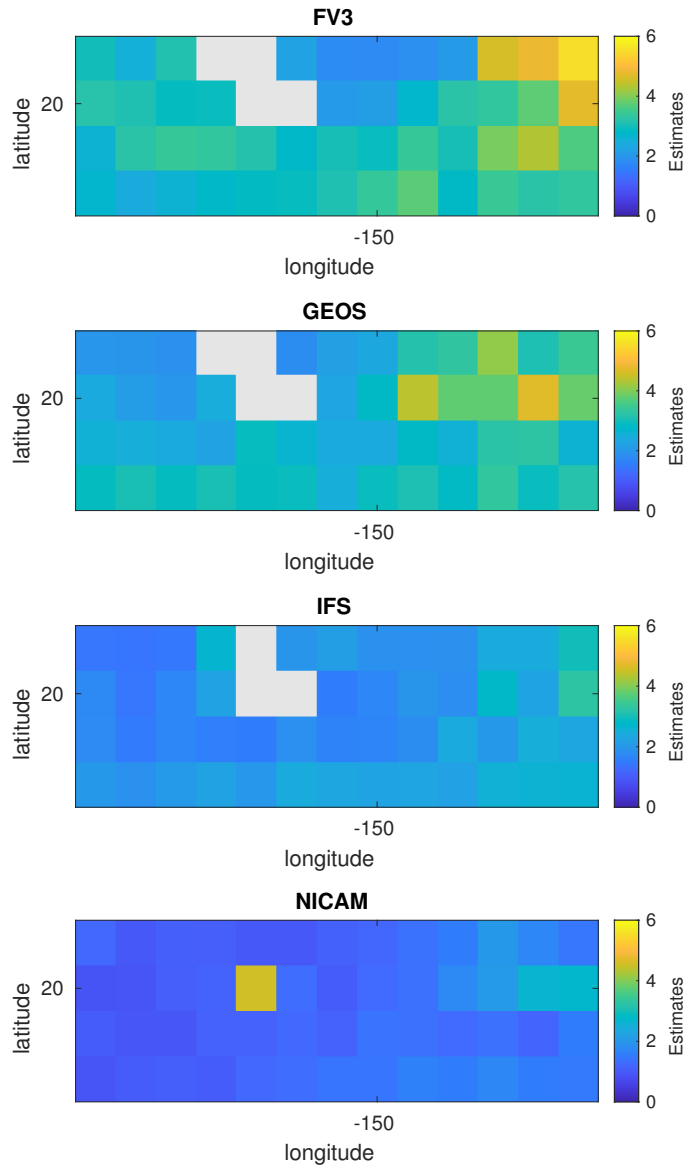 FV3
latitude
20
-150
longitude
6
4
2
0
Estimates
GEOS
latitude
20
-150
longitude
6
4
2
0
Estimates
IFS
latitude
20
-150
longitude
6
4
2
0
Estimates
NICAM
latitude
20
-150
longitude
6
4
2
0
Estimates